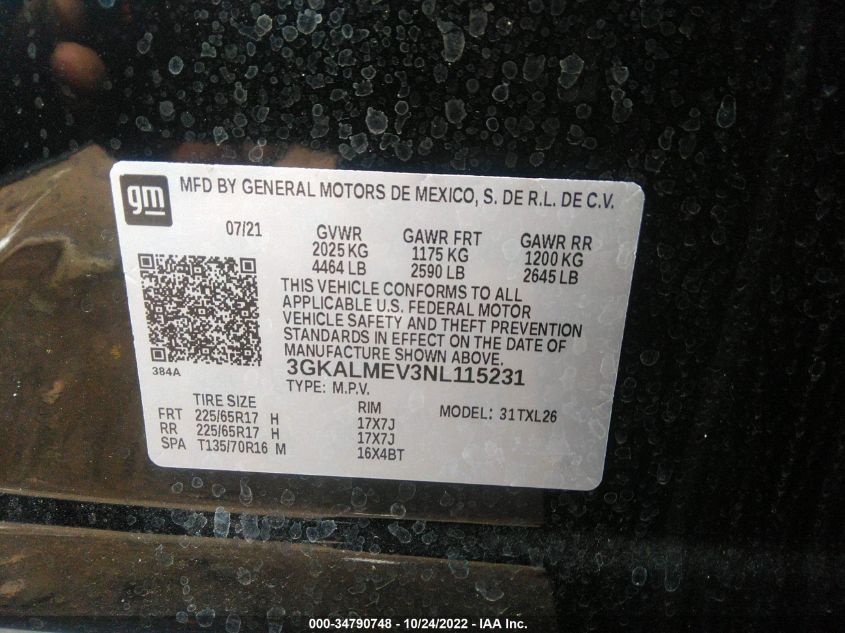 gm
MFD BY GENERAL MOTORS DE MEXICO, S. DE R.L. DE C.V.
07/21 GVWR GAWR FRT GAWR RR
2025 KG 1175 KG 1200 KG
4464 LB 2590 LB 2645 LB
THIS VEHICLE CONFORMS TO ALL
APPLICABLE U.S. FEDERAL MOTOR
VEHICLE SAFETY AND THEFT PREVENTION
STANDARDS IN EFFECT ON THE DATE OF
MANUFACTURE SHOWN ABOVE.
384A
3GKALMEV3NL115231
TYPE: M.P.V.
TIRE SIZE RIM MODEL: 31TXL26
FRT 225/65R17 H 17X7J
RR 225/65R17 H 17X7J
SPA T135/70R16 M 16X4BT
000-34790748 - 10/24/2022 - IAA Inc.